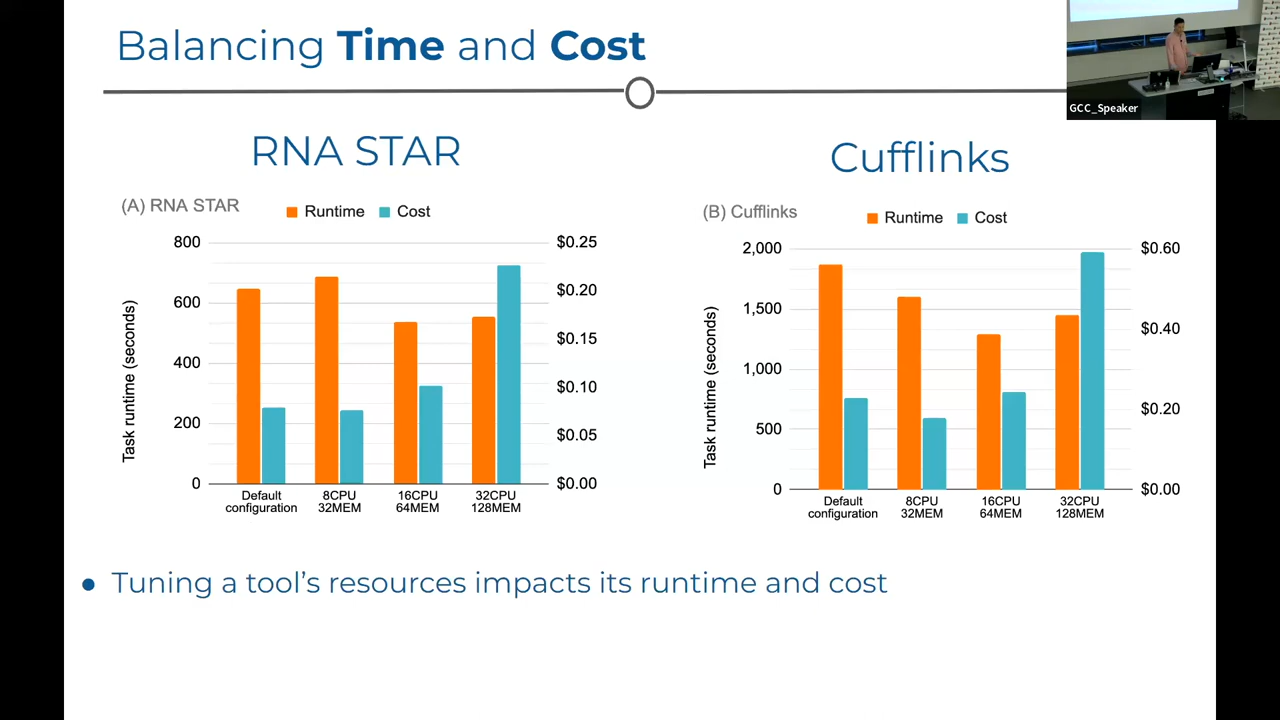 Balancing Time and Cost
GCC_Speaker
RNA STAR
(A) RNA STAR
Runtime
Cost
800
600
400
200
0
$0.25
$0.20
$0.15
$0.10
$0.05
$0.00
Task runtime (seconds)
Default
configuration
8CPU
32MEM
16CPU
64MEM
32CPU
128MEM
Cufflinks
(B) Cufflinks
Runtime
Cost
2,000
1,500
1,000
500
0
$0.60
$0.40
$0.20
$0.00
Task runtime (seconds)
Default
configuration
8CPU
32MEM
16CPU
64MEM
32CPU
128MEM
● Tuning a tool’s resources impacts its runtime and cost